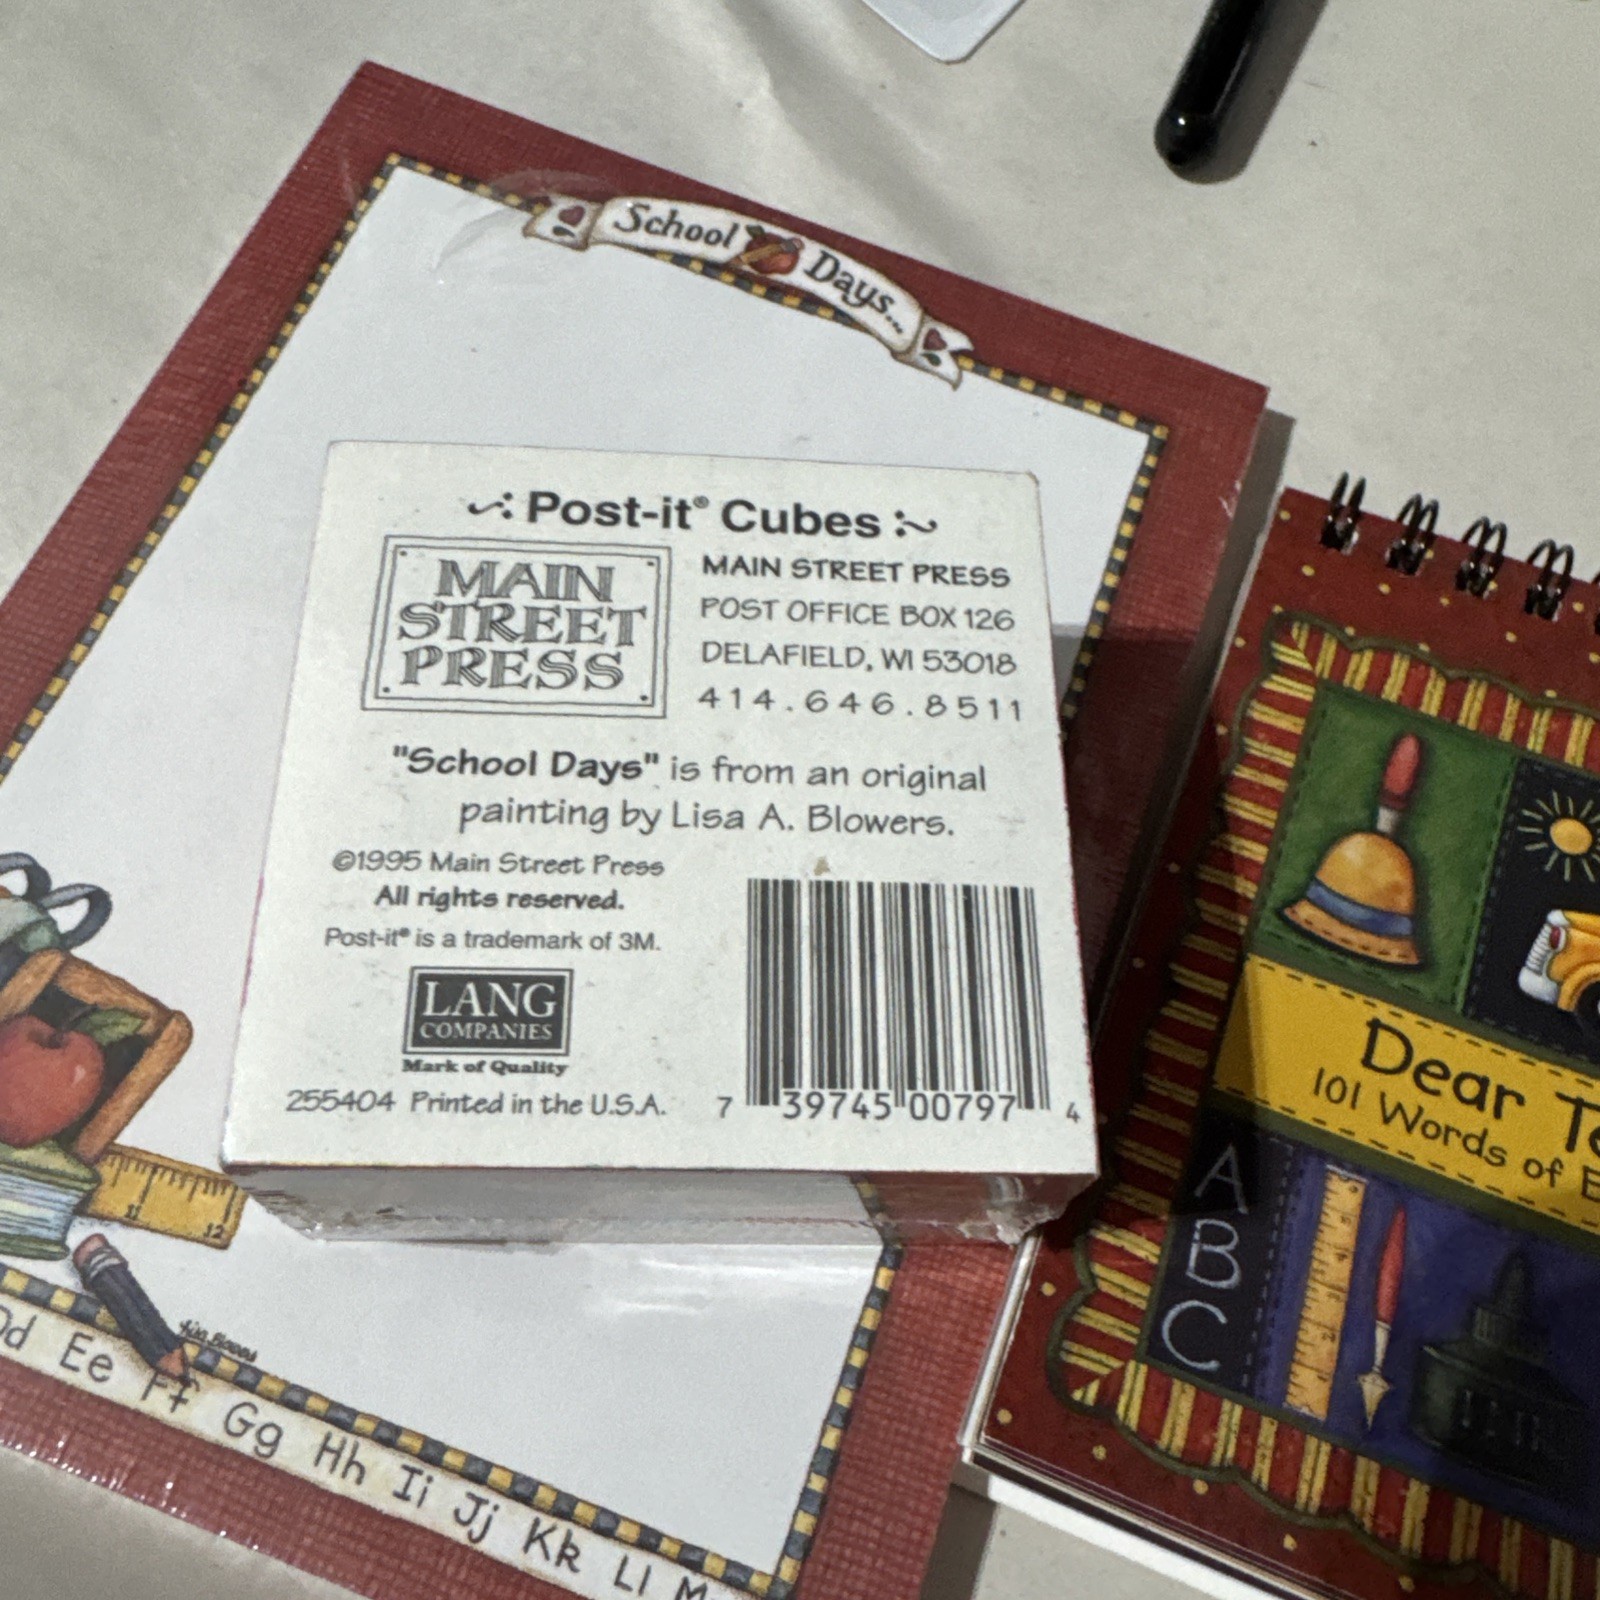 School Days...
Post-it® Cubes
MAIN
STREET
PRESS
MAIN STREET PRESS
POST OFFICE BOX 126
DELAFIELD, WI 53018
414.646.8511
"School Days" is from an original
painting by Lisa A. Blowers.
©1995 Main Street Press
All rights reserved.
Post-it® is a trademark of 3M.
LANG
COMPANIES
Mark of Quality
255404 Printed in the U.S.A.
7 39745 00797 4
11 12
Ee Ff Gg Hh Ii Jj Kk Ll
Dear
101 Words of
A
B
C